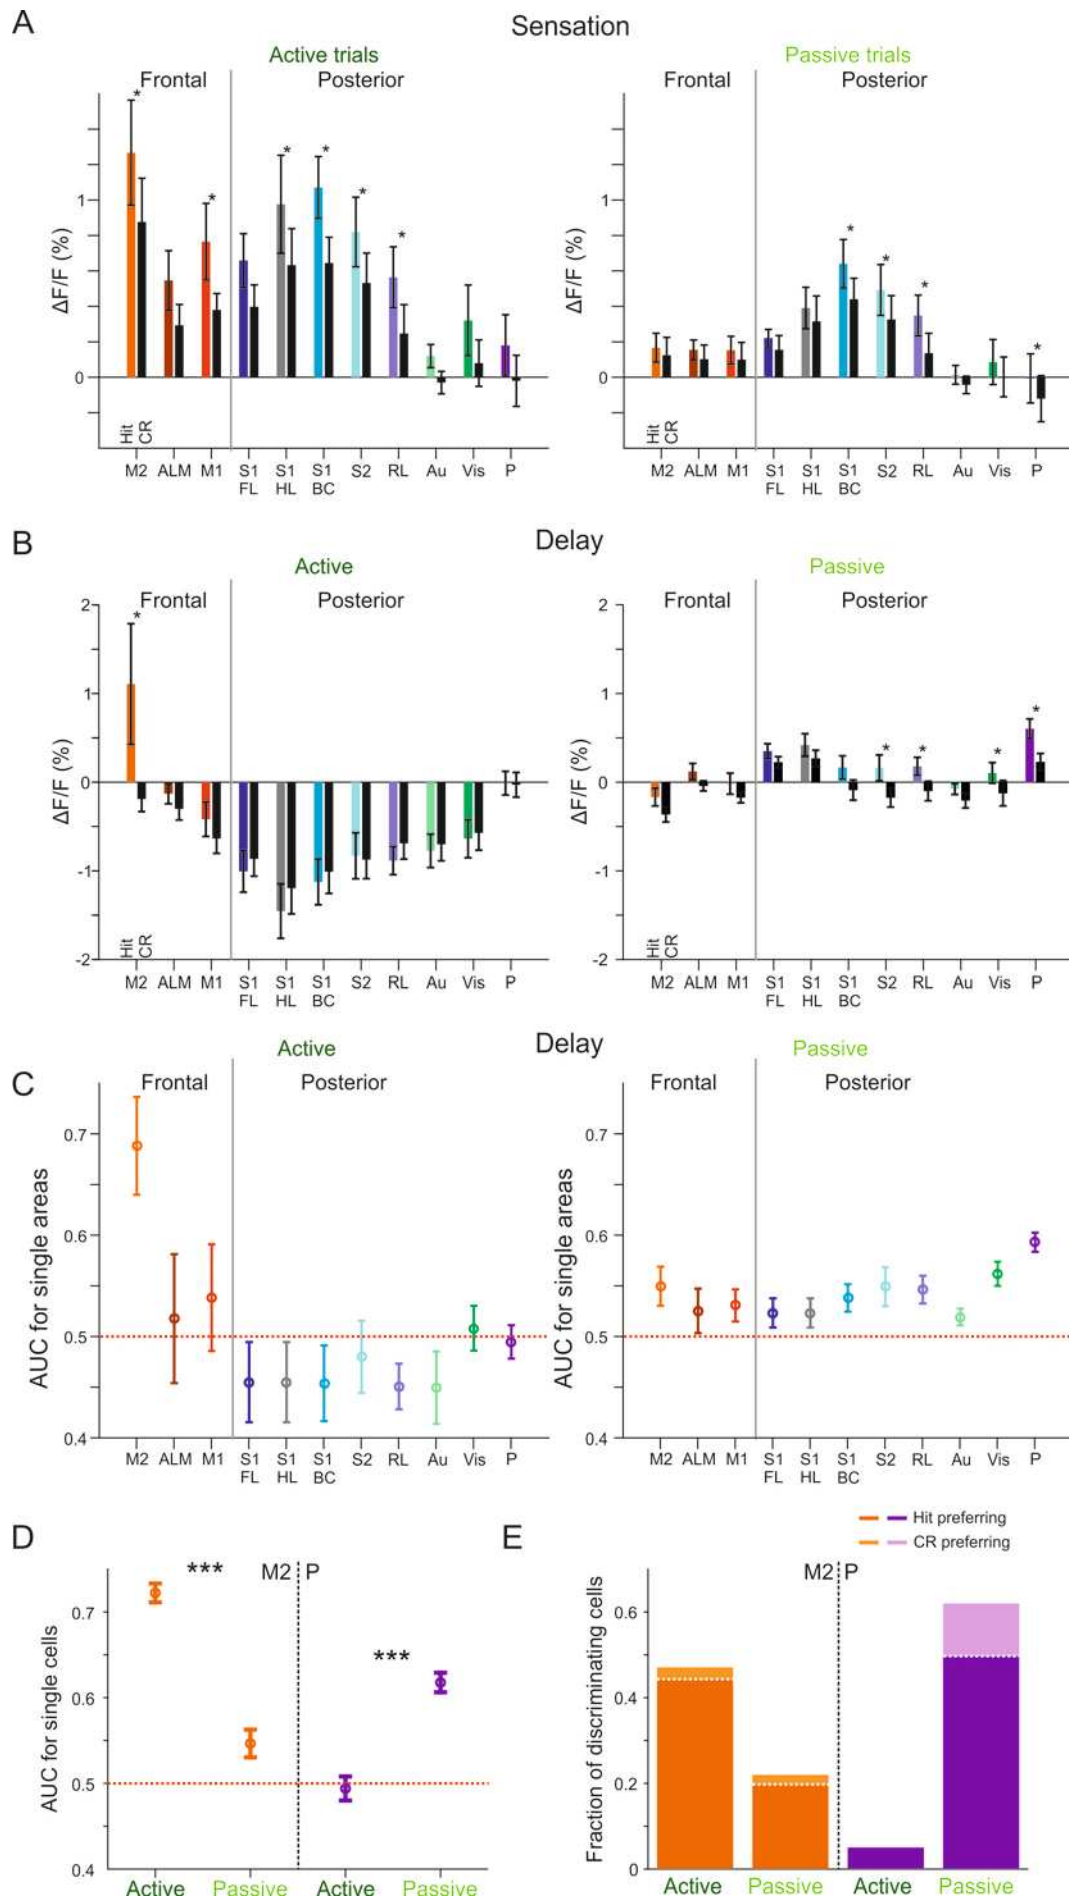 A
Sensation
Active trials
Passive trials
Frontal
Posterior
Frontal
Posterior
ΔF/F (%)
1
0
* * * * * *
Hit
CR
M2 ALM M1 S1 FL S1 HL S1 BC S2 RL Au Vis P
ΔF/F (%)
1
0
* * * *
Hit
CR
M2 ALM M1 S1 FL S1 HL S1 BC S2 RL Au Vis P
B
Delay
Active
Passive
Frontal
Posterior
Frontal
Posterior
ΔF/F (%)
2
1
0
-1
-2
*
Hit
CR
M2 ALM M1 S1 FL S1 HL S1 BC S2 RL Au Vis P
ΔF/F (%)
2
1
0
-1
-2
* * * *
Hit
CR
M2 ALM M1 S1 FL S1 HL S1 BC S2 RL Au Vis P
Delay
Active
Passive
C
Frontal
Posterior
Frontal
Posterior
AUC for single areas
0.7
0.6
0.5
0.4
M2 ALM M1 S1 FL S1 HL S1 BC S2 RL Au Vis P
AUC for single areas
0.7
0.6
0.5
0.4
M2 ALM M1 S1 FL S1 HL S1 BC S2 RL Au Vis P
D
M2 P
***
***
AUC for single cells
0.7
0.6
0.5
0.4
Active Passive Active Passive
E
Hit preferring
CR preferring
M2 P
Fraction of discriminating cells
0.6
0.4
0.2
0
Active Passive Active Passive